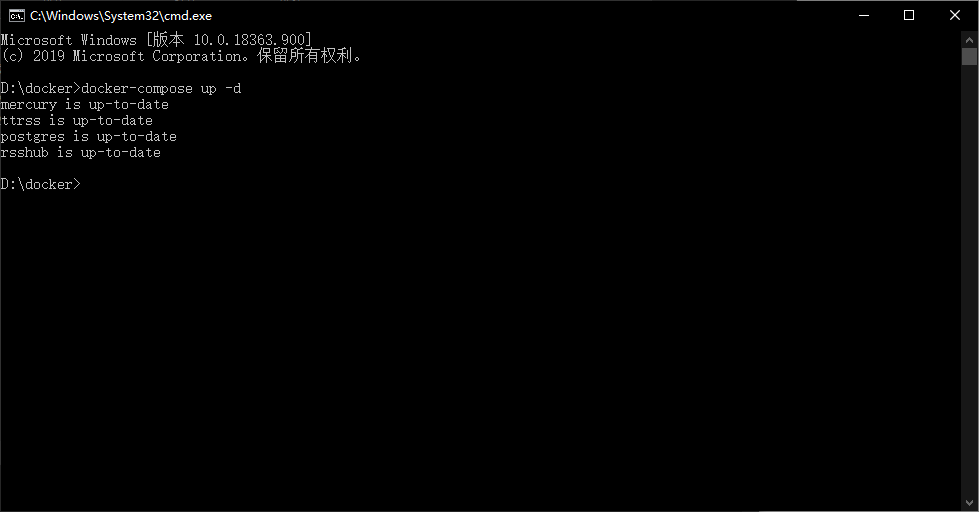 C:\Windows\System32\cmd.exe
Microsoft Windows [版本 10.0.18363.900]
(c) 2019 Microsoft Corporation。保留所有权利。
D:\docker>docker-compose up -d
mercury is up-to-date
ttrss is up-to-date
postgres is up-to-date
rsshub is up-to-date
D:\docker>